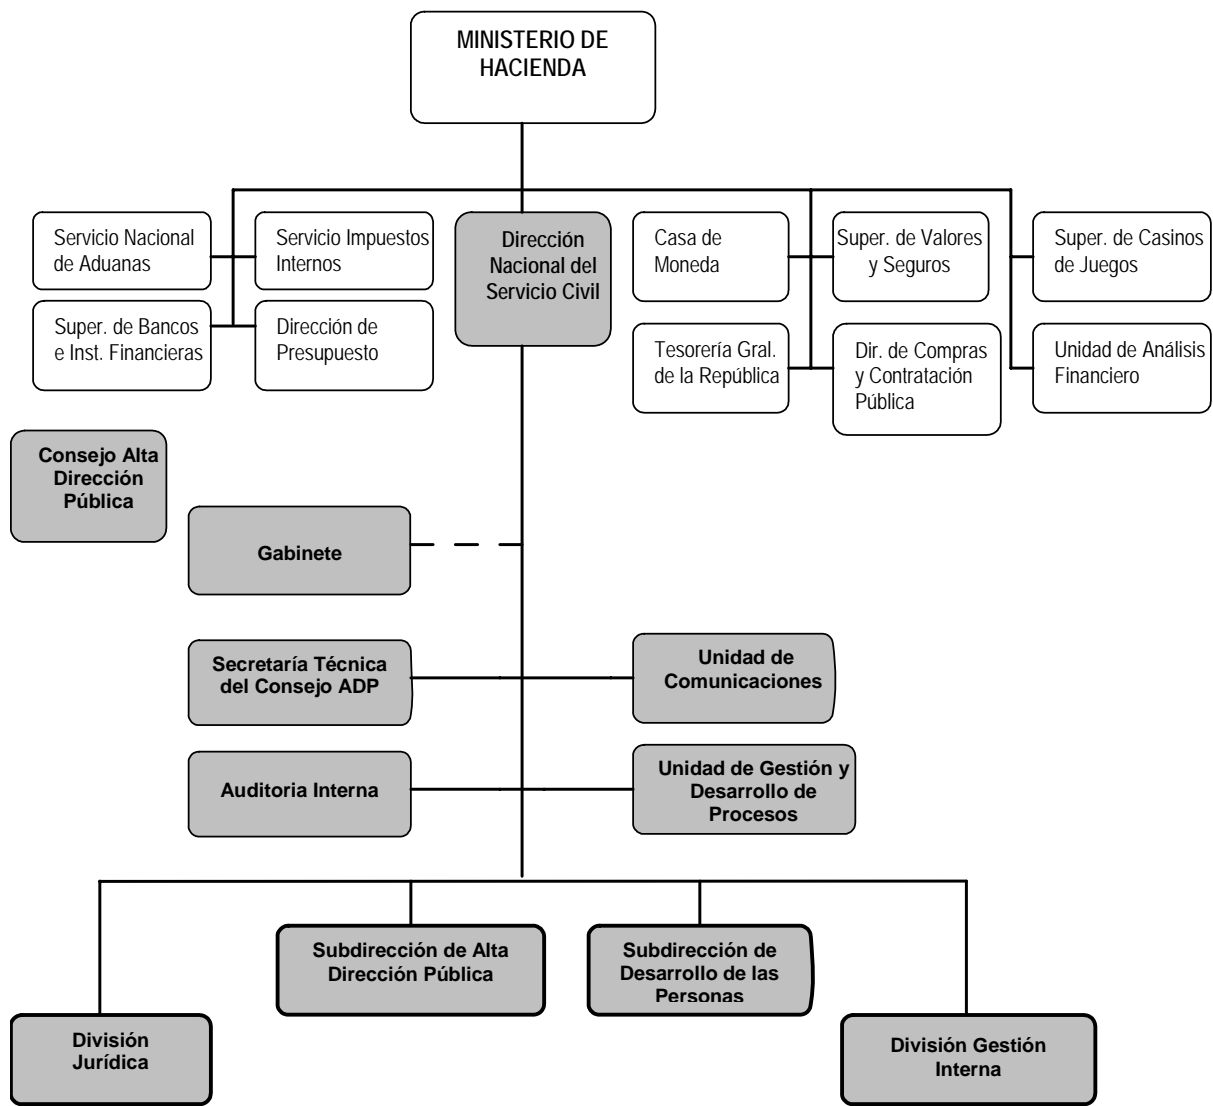 MINISTERIO DE
HACIENDA
Servicio Nacional
de Aduanas
Servicio Impuestos
Internos
Dirección
Nacional del
Servicio Civil
Casa de
Moneda
Super. de Valores
y Seguros
Super. de Casinos
de Juegos
Super. de Bancos
e Inst. Financieras
Dirección de
Presupuesto
Tesorería Gral.
de la República
Dir. de Compras
y Contratación
Pública
Unidad de Análisis
Financiero
Consejo Alta
Dirección
Pública
Gabinete
Secretaría Técnica
del Consejo ADP
Unidad de
Comunicaciones
Auditoria Interna
Unidad de Gestión y
Desarrollo de
Procesos
Subdirección de Alta
Dirección Pública
Subdirección de
Desarrollo de las
Personas
División
Jurídica
División Gestión
Interna